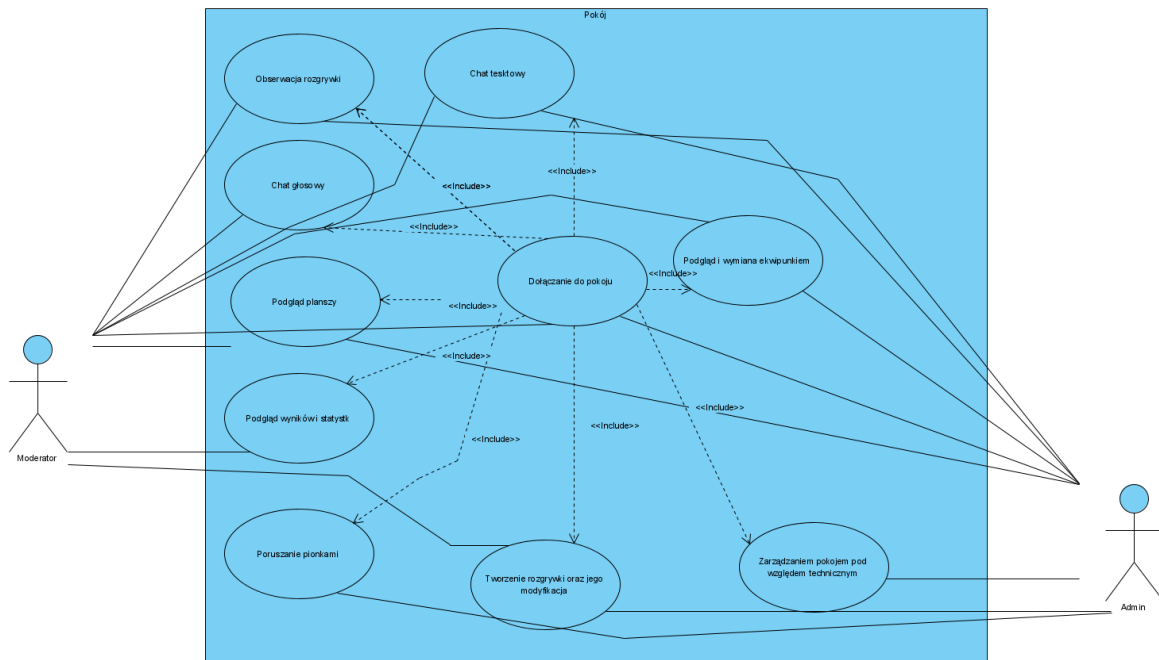 Pokój
Obserwacja rozgrywki
Chat tesktowy
<<Include>>
<<Include>>
Chat głosowy
<<Include>>
Podgląd i wymiana ekwipunkiem
<<Include>>
Dołączanie do pokoju
Podgląd planszy
<<Include>>
<<Include>>
Podgląd wyników i statystk
<<Include>>
<<Include>>
<<Include>>
Moderator
Poruszanie pionkami
Tworzenie rozgrywki oraz jego
modyfikacja
Zarządzaniem pokojem pod
względem technicznym
Admin